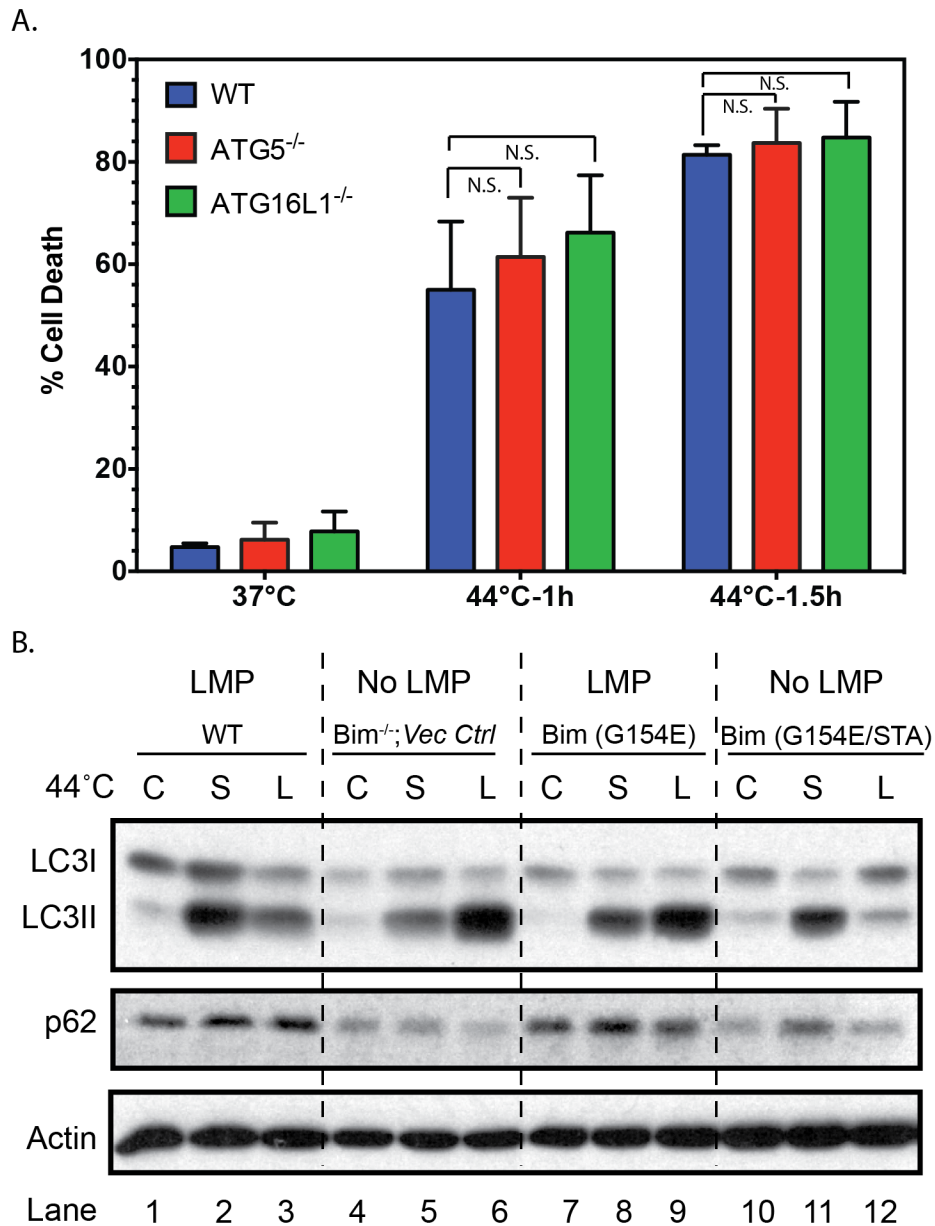 A.
100
80
60
40
20
0
% Cell Death
WT
ATG5-/-
ATG16L1-/-
N.S.
N.S.
N.S.
N.S.
37°C
44°C-1h
44°C-1.5h
B.
LMP
No LMP
LMP
No LMP
WT
Bim-/-;Vec Ctrl
Bim (G154E)
Bim (G154E/STA)
44°C C S L C S L C S L C S L
LC3I
LC3II
p62
Actin
Lane 1 2 3 4 5 6 7 8 9 10 11 12